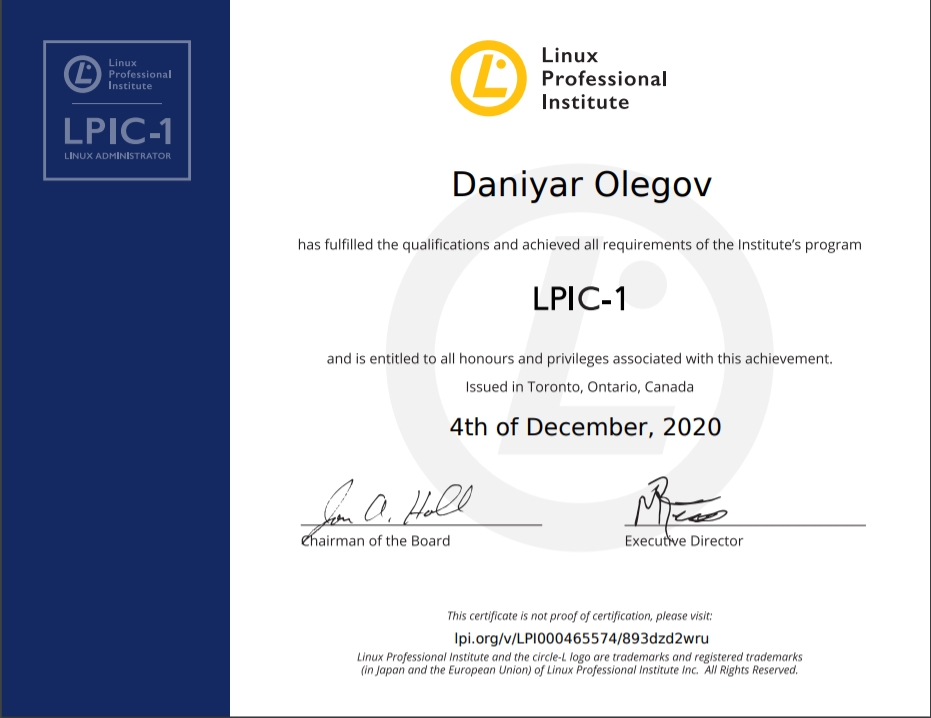 Linux
Professional
Institute
LPIC-1
LINUX ADMINISTRATOR
Linux
Professional
Institute
Daniyar Olegov
has fulfilled the qualifications and achieved all requirements of the Institute's program
LPIC-1
and is entitled to all honours and privileges associated with this achievement.
Issued in Toronto, Ontario, Canada
4th of December, 2020
Jon A. Hall
Chairman of the Board
Executive Director
This certificate is not proof of certification, please visit:
lpi.org/v/LPI000465574/893dzd2wru
Linux Professional Institute and the circle-L logo are trademarks and registered trademarks
(in Japan and the European Union) of Linux Professional Institute Inc. All Rights Reserved.